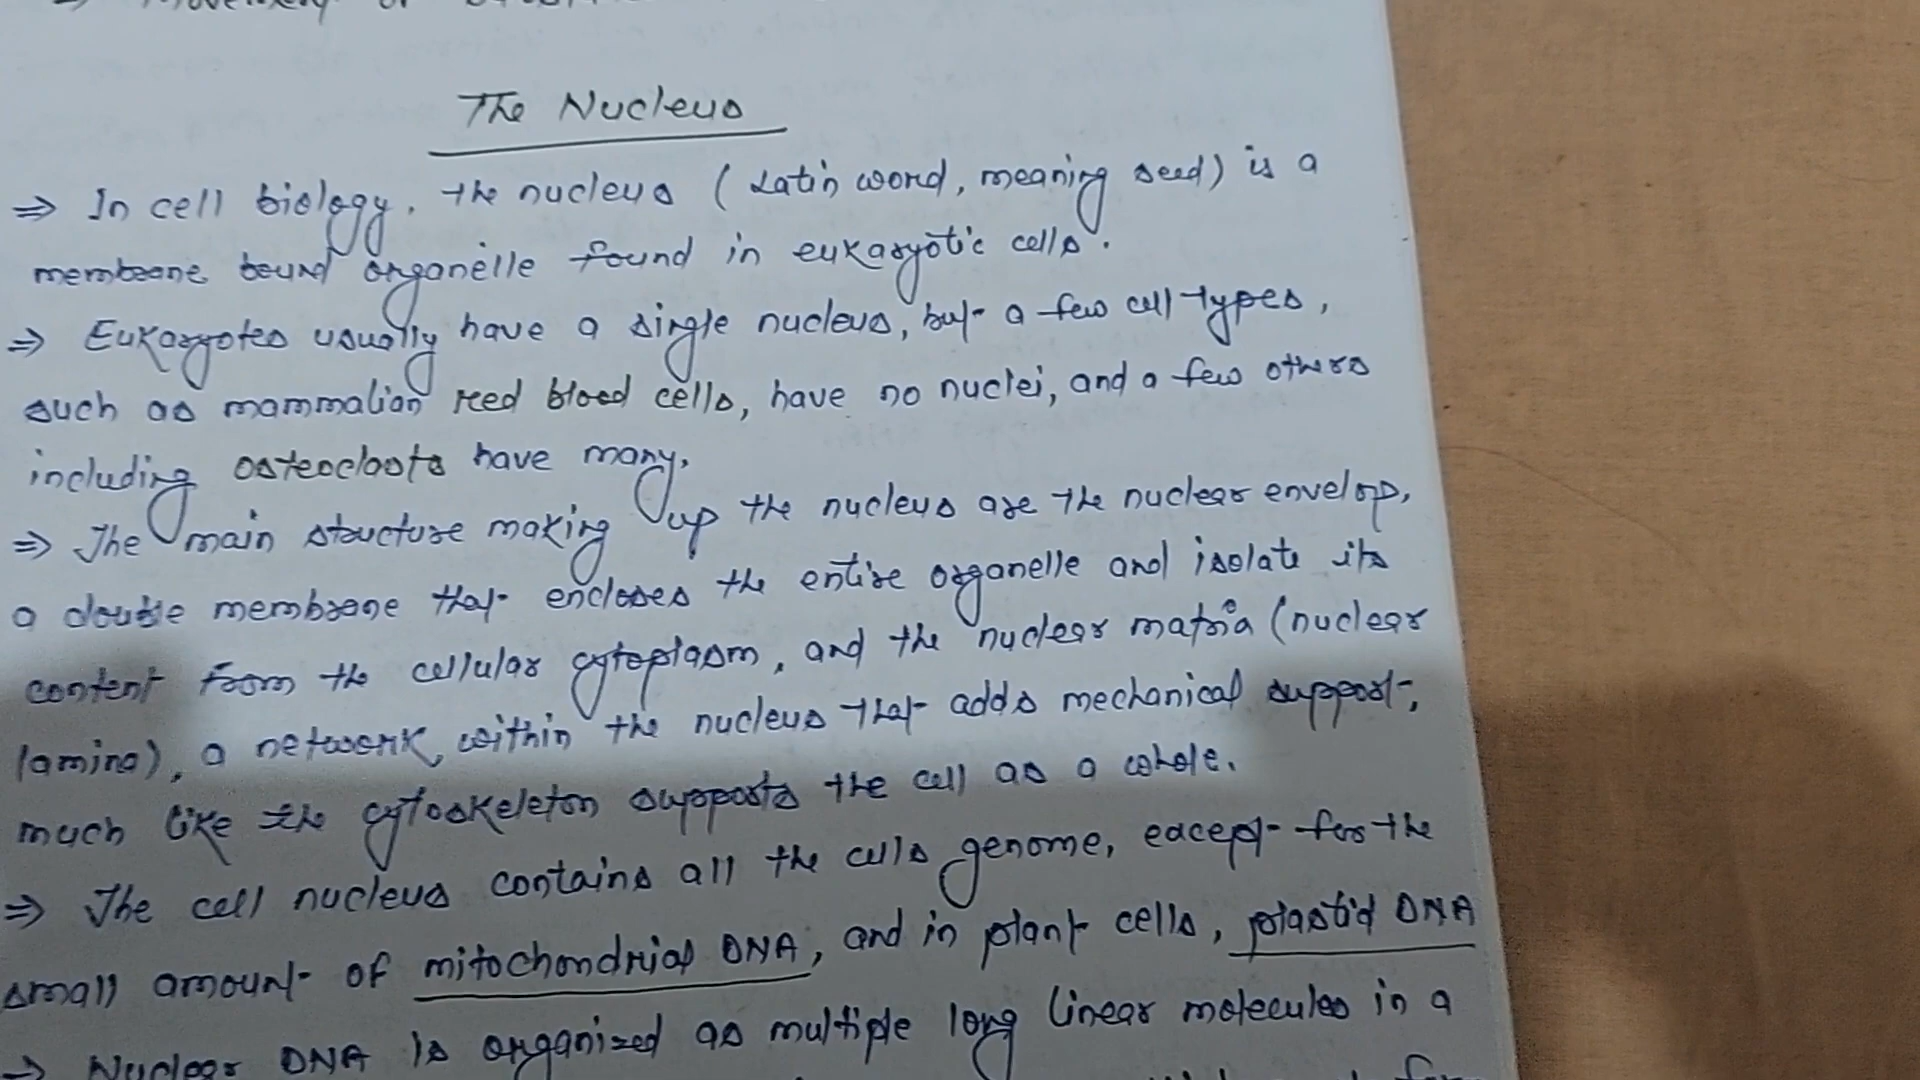 The Nucleus
⇒ In cell biology, the nucleus (Latin word, meaning seed) is a
membrane bound organelle found in eukaryotic cells.
⇒ Eukaryotes usually have a single nucleus, but a few cell types,
such as mammalian reed blood cells, have no nuclei, and a few others
including osteoclasts have many,
⇒ The main structure making up the nucleus are the nuclear envelop,
a double membrane that encloses the entire organelle and isolate its
content from the cellular cytoplasm, and the nuclear matrix (nuclear
lamina), a network, within the nucleus that adds mechanical support,
much like the cytoskeleton supports the cell as a whole.
⇒ The cell nucleus contains all the cells genome, except for the
small amount of mitochondrial DNA, and in plant cells, plastid DNA
⇒ Nuclear DNA is organized as multiple long linear molecules in a